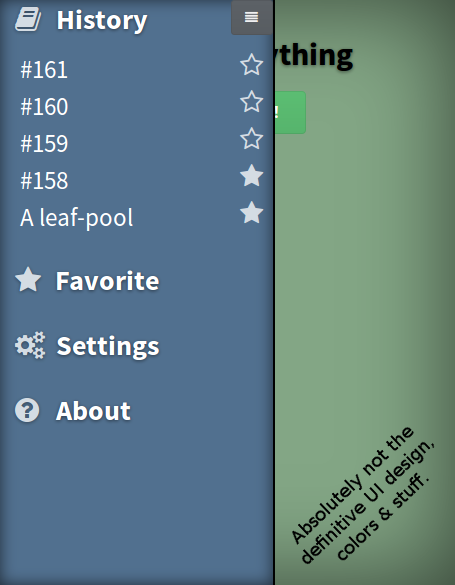 History
ything
#161
#160
#159
#158
A leaf-pool
Favorite
Settings
About
Absolutely not the
definitive UI design,
colors & stuff.